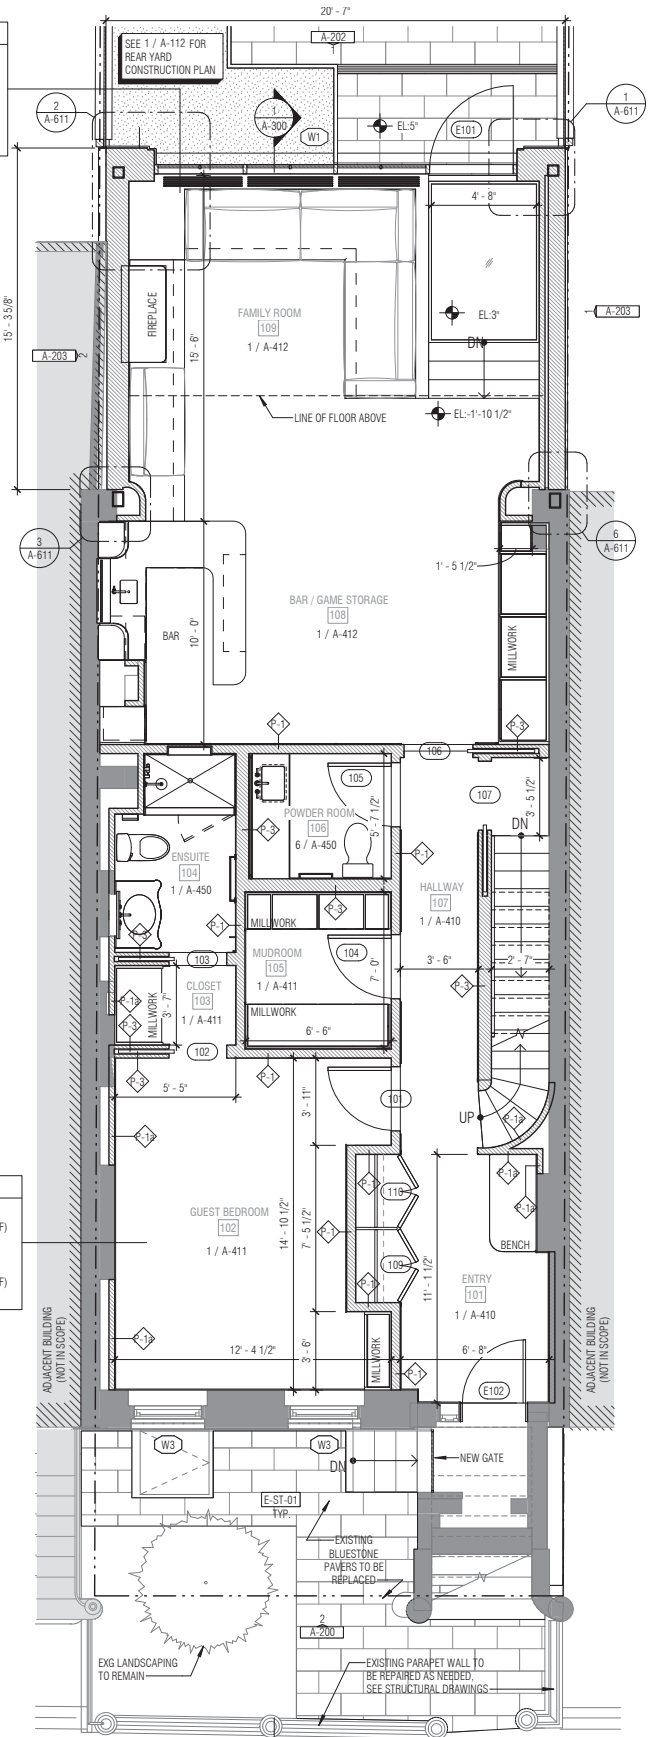 20' - 7"
A-202
1
SEE 1 / A-112 FOR
REAR YARD
CONSTRUCTION PLAN
2
A-611
1
A-300
W1
EL:5"
E101
1
A-611
4' - 8"
15' - 3 5/8"
FIREPLACE
15' - 6"
FAMILY ROOM
109
1 / A-412
EL:3"
DN
A-203
2
1
A-203
LINE OF FLOOR ABOVE
EL:-1'-10 1/2"
3
A-611
6
A-611
1' - 5 1/2"
BAR
10' - 0"
BAR / GAME STORAGE
108
1 / A-412
MILLWORK
P-1
P-3
106
105
107
3' - 5 1/2"
POWDER ROOM
106
6 / A-450
5' - 7 1/2"
DN
P-3
P-1
ENSUITE
104
1 / A-450
HALLWAY
107
1 / A-410
P-3
P-1
MILLWORK
P-3
103
MUDROOM
105
1 / A-411
104
7' - 0"
3' - 6"
2' - 7"
P-3
CLOSET
103
1 / A-411
P-1a
MILLWORK
3' - 7"
P-3
MILLWORK
6' - 6"
102
P-3
P-1
5' - 5"
3' - 11"
101
UP
P-1a
P-1a
P-1a
P-1
110
P-1a
GUEST BEDROOM
102
1 / A-411
14' - 10 1/2"
7' - 5 1/2"
P-1
109
P-1
BENCH
11' - 1 1/2"
ENTRY
101
1 / A-410
F)
F)
ADJACENT BUILDING
(NOT IN SCOPE)
P-1a
12' - 4 1/2"
3' - 6"
MILLWORK
6' - 8"
P-1
E102
ADJACENT BUILDING
(NOT IN SCOPE)
W3
W3
DN
NEW GATE
E-ST-01
TYP.
EXISTING
BLUESTONE
PAVERS TO BE
REPLACED
2
A-200
EXG LANDSCAPING
TO REMAIN
EXISTING PARAPET WALL TO
BE REPAIRED AS NEEDED,
SEE STRUCTURAL DRAWINGS